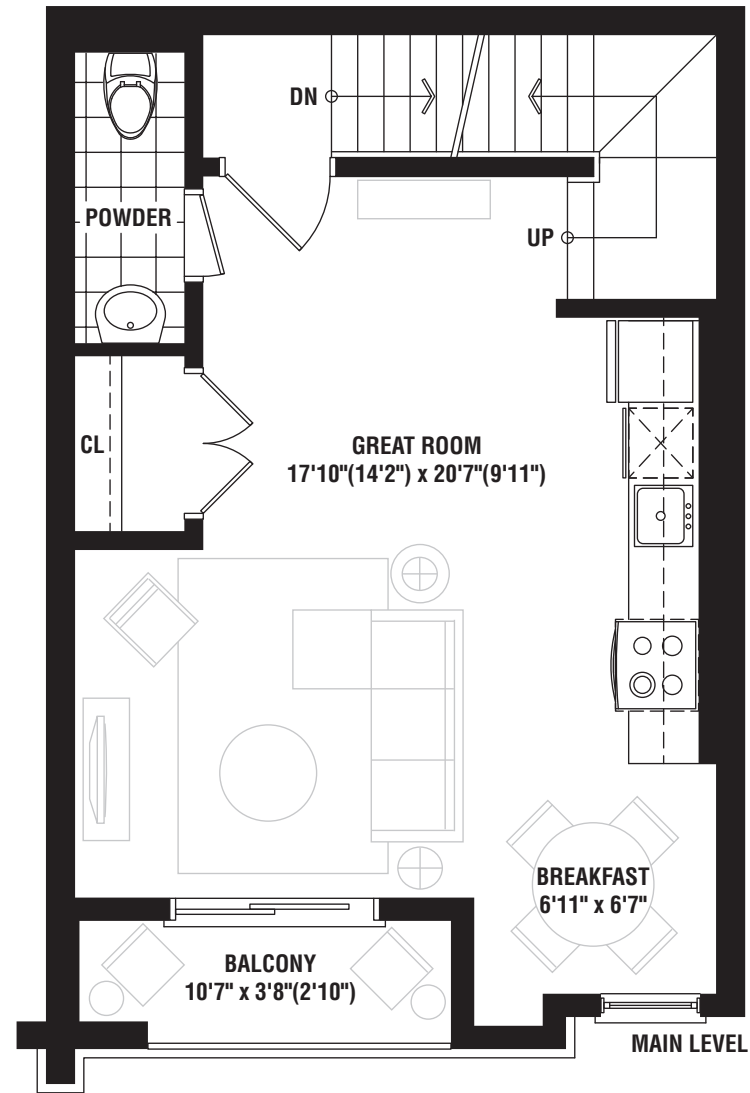 DN
POWDER
UP
CL
GREAT ROOM
17'10"(14'2") x 20'7"(9'11")
BREAKFAST
6'11" x 6'7"
BALCONY
10'7" x 3'8"(2'10")
MAIN LEVEL